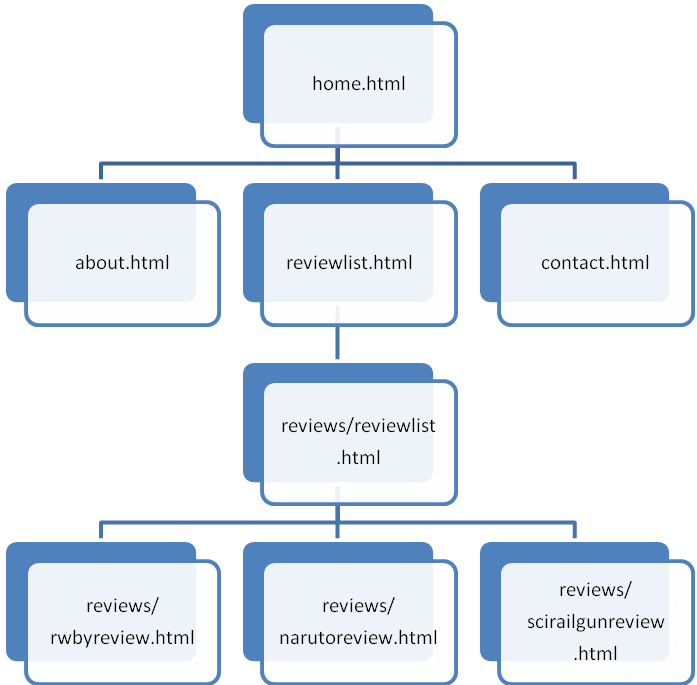 home.html
about.html
reviewlist.html
contact.html
reviews/reviewlist
.html
reviews/
rwbyreview.html
reviews/
narutoreview.html
reviews/
scirailgunreview
.html